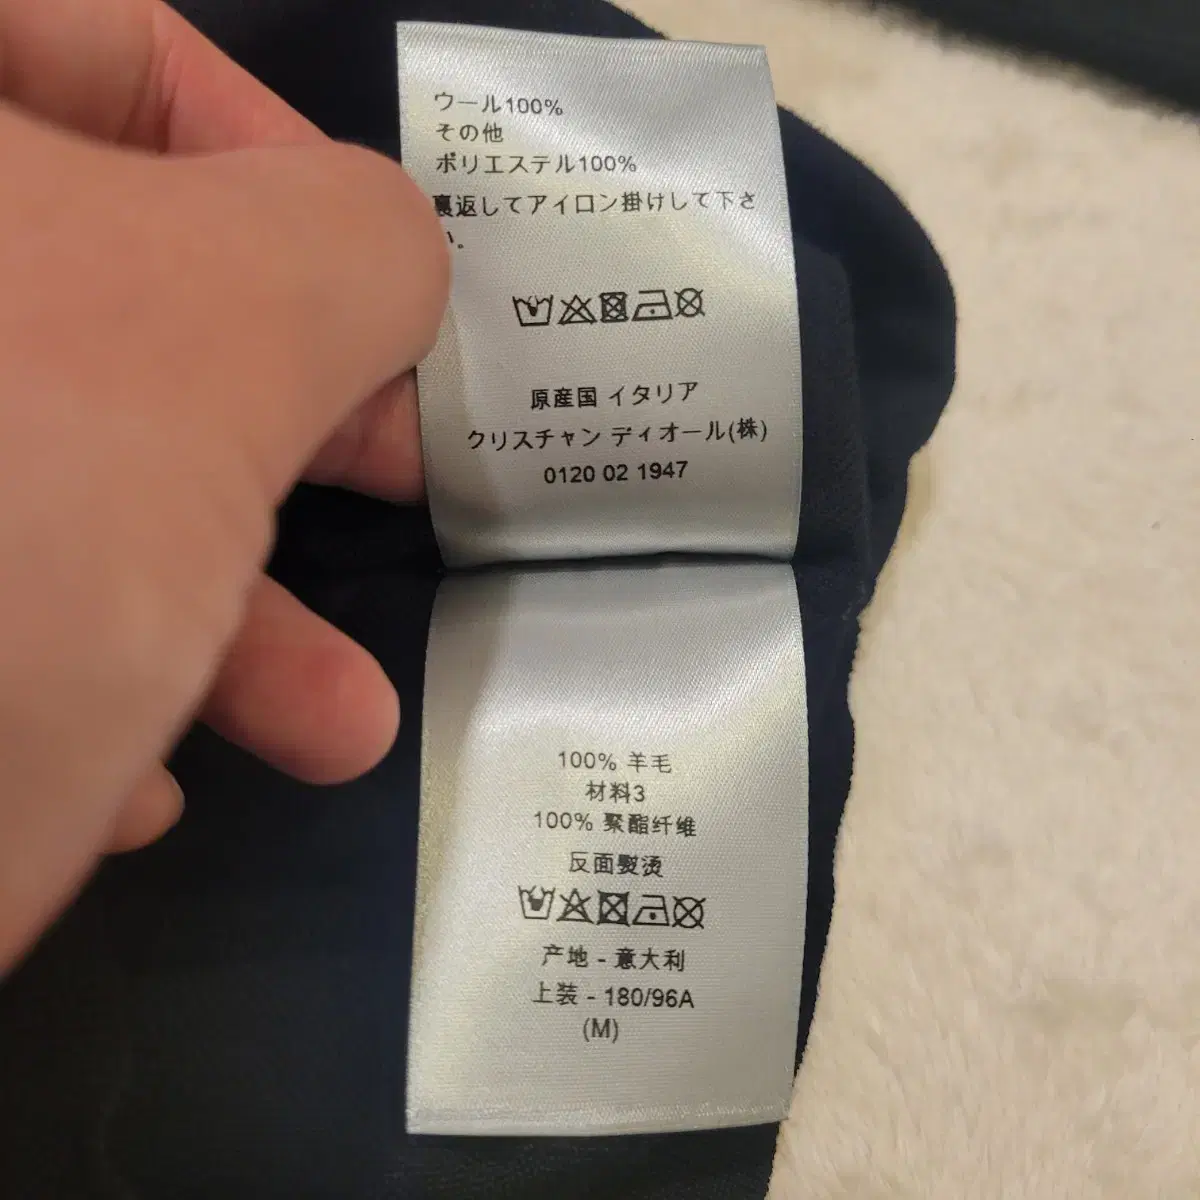 ウール100%
その他
ポリエステル100%
裏返してアイロン掛けして下さ
い。
原産国 イタリア
クリスチャン ディオール(株)
0120 02 1947
100% 羊毛
材料3
100% 聚酯纤维
反面熨烫
产地 - 意大利
上装 - 180/96A
(M)